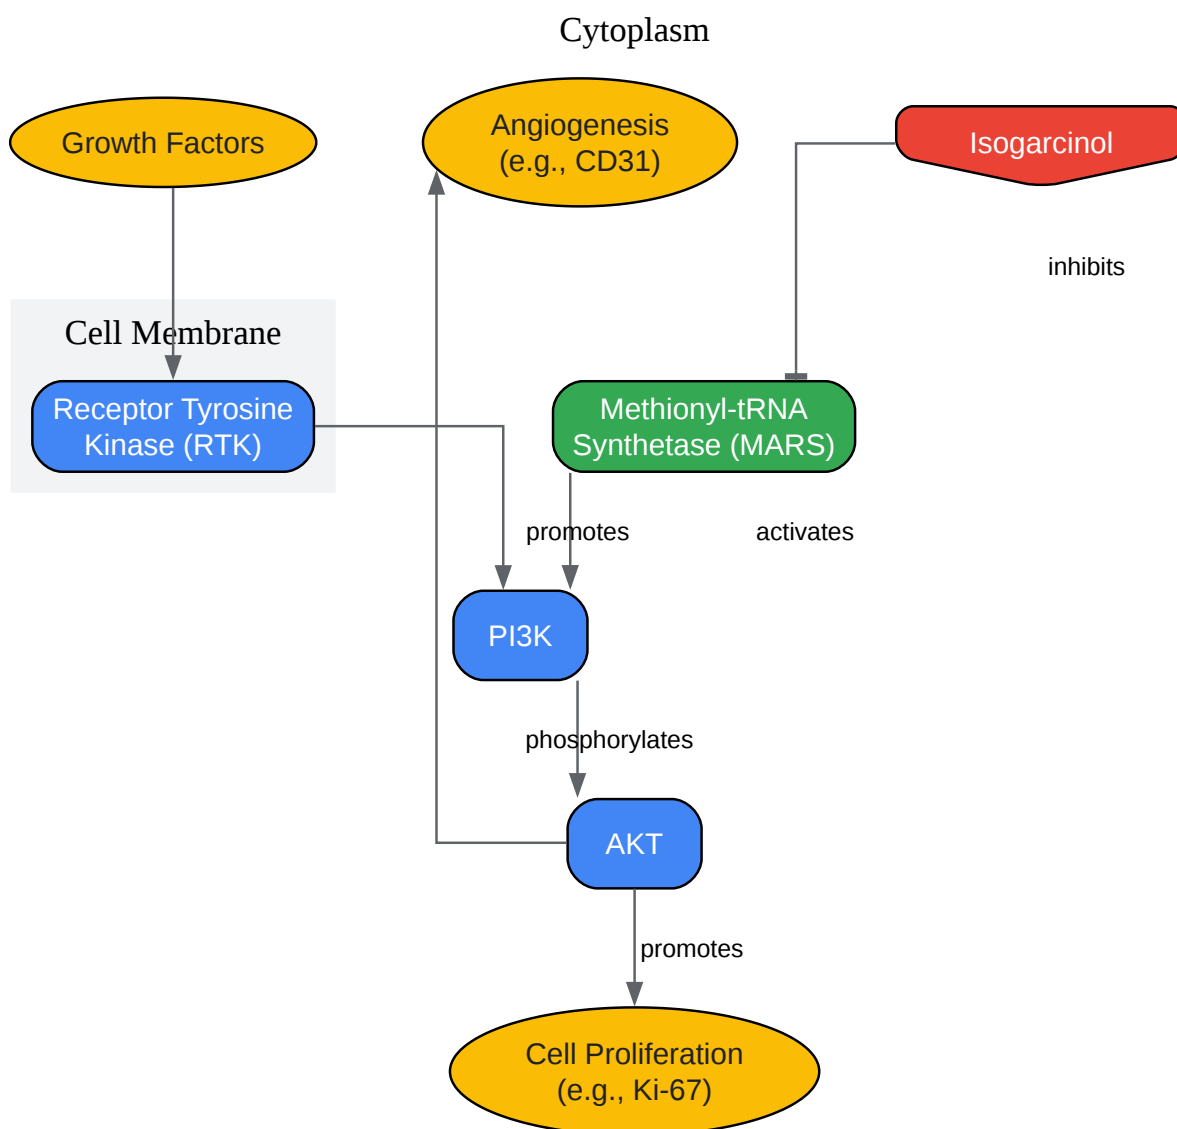 Cytoplasm
Growth Factors
Angiogenesis
(e.g., CD31)
Isogarcinol
inhibits
Cell Membrane
Receptor Tyrosine
Kinase (RTK)
Methionyl-tRNA
Synthetase (MARS)
promotes
activates
PI3K
phosphorylates
AKT
promotes
Cell Proliferation
(e.g., Ki-67)